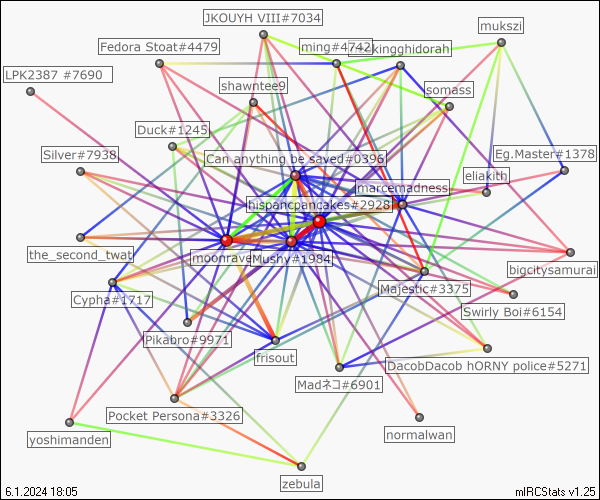 JKOUYH VIII#7034
mukszi
Fedora Stoat#4479
ming#4742
kingghidorah
LPK2387 #7690
shawntee9
somass
Duck#1245
Silver#7938
Eg.Master#1378
Can anything be saved#0396
eliakith
marcemadness
hispancpancakes#2928
the_second_twat
moonrave
Mushy#1984
bigcitysamurai
Majestic#3375
Cypha#1717
Swirly Boi#6154
Pikabro#9971
frisout
DacobDacob hORNY police#5271
Madネコ#6901
Pocket Persona#3326
normalwan
yoshimanden
zebula
6.1.2024 18:05
mIRCStats v1.25